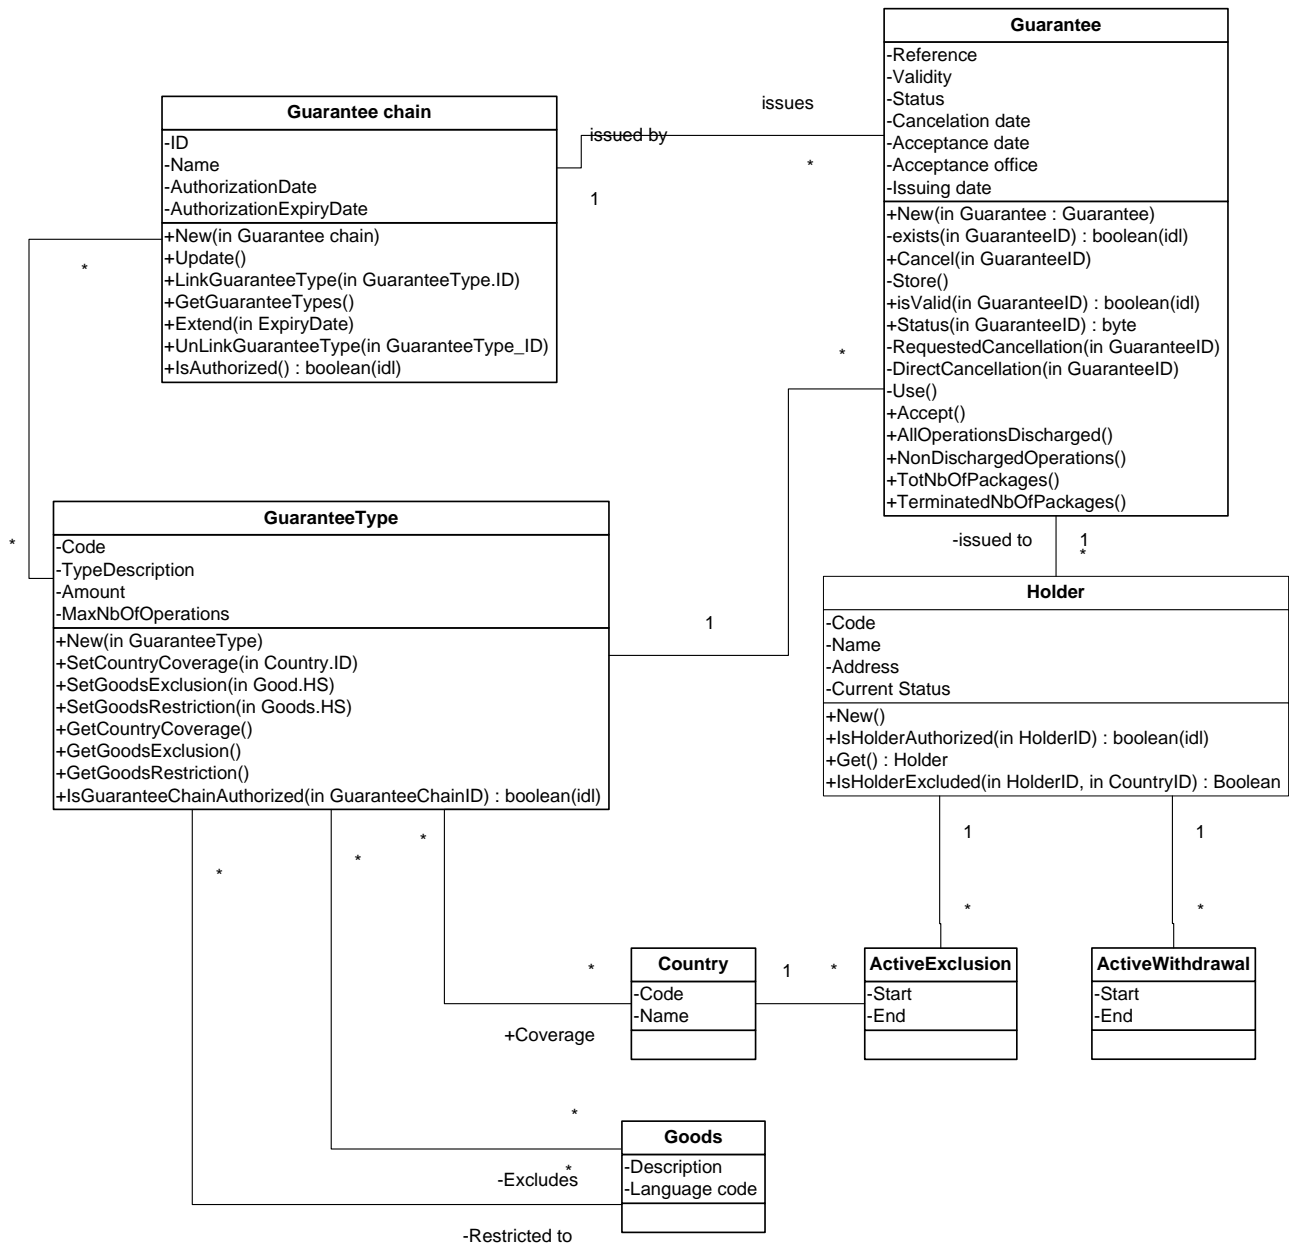 Guarantee
-Reference
-Validity
-Status
-Cancelation date
-Acceptance date
-Acceptance office
-Issuing date
+New(in Guarantee : Guarantee)
-exists(in GuaranteeID) : boolean(idl)
+Cancel(in GuaranteeID)
-Store()
+isValid(in GuaranteeID) : boolean(idl)
+Status(in GuaranteeID) : byte
-RequestedCancellation(in GuaranteeID)
-DirectCancellation(in GuaranteeID)
-Use()
+Accept()
+AllOperationsDischarged()
+NonDischargedOperations()
+TotNbOfPackages()
+TerminatedNbOfPackages()
issues
issued by
*
1
Guarantee chain
-ID
-Name
-AuthorizationDate
-AuthorizationExpiryDate
+New(in Guarantee chain)
+Update()
+LinkGuaranteeType(in GuaranteeType.ID)
+GetGuaranteeTypes()
+Extend(in ExpiryDate)
+UnLinkGuaranteeType(in GuaranteeType_ID)
+IsAuthorized() : boolean(idl)
*
*
*
1
GuaranteeType
-Code
-TypeDescription
-Amount
-MaxNbOfOperations
+New(in GuaranteeType)
+SetCountryCoverage(in Country.ID)
+SetGoodsExclusion(in Good.HS)
+SetGoodsRestriction(in Goods.HS)
+GetCountryCoverage()
+GetGoodsExclusion()
+GetGoodsRestriction()
+IsGuaranteeChainAuthorized(in GuaranteeChainID) : boolean(idl)
-issued to
1
*
Holder
-Code
-Name
-Address
-Current Status
+New()
+IsHolderAuthorized(in HolderID) : boolean(idl)
+Get() : Holder
+IsHolderExcluded(in HolderID, in CountryID) : Boolean
*
*
*
1
1
*
*
*
Country
-Code
-Name
1
*
ActiveExclusion
-Start
-End
ActiveWithdrawal
-Start
-End
+Coverage
*
Goods
-Description
-Language code
*
-Excludes
-Restricted to